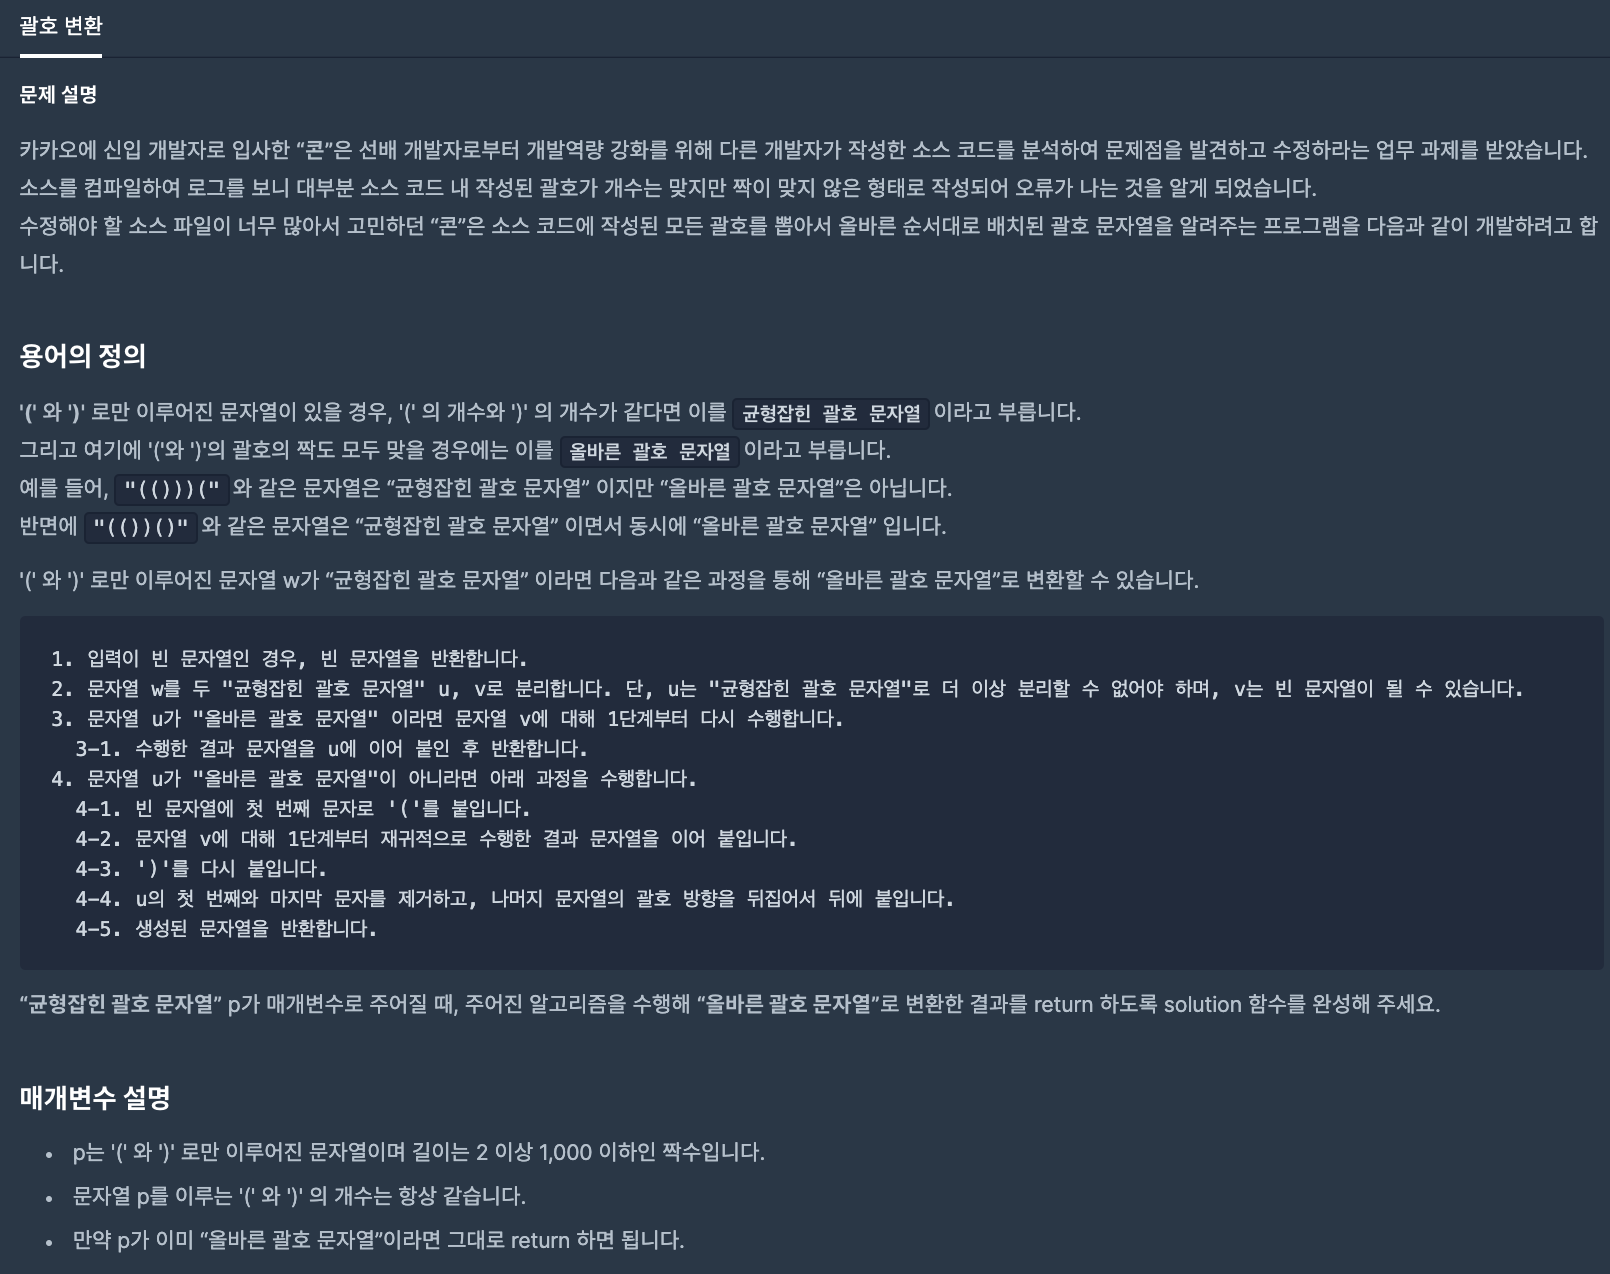 괄호 변환
문제 설명
카카오에 신입 개발자로 입사한 “콘”은 선배 개발자로부터 개발역량 강화를 위해 다른 개발자가 작성한 소스 코드를 분석하여 문제점을 발견하고 수정하라는 업무 과제를 받았습니다.
소스를 컴파일하여 로그를 보니 대부분 소스 코드 내 작성된 괄호가 개수는 맞지만 짝이 맞지 않은 형태로 작성되어 오류가 나는 것을 알게 되었습니다.
수정해야 할 소스 파일이 너무 많아서 고민하던 “콘”은 소스 코드에 작성된 모든 괄호를 뽑아서 올바른 순서대로 배치된 괄호 문자열을 알려주는 프로그램을 다음과 같이 개발하려고 합
니다.
용어의 정의
'(' 와 ')' 로만 이루어진 문자열이 있을 경우, '(' 의 개수와 ')' 의 개수가 같다면 이를 균형잡힌 괄호 문자열 이라고 부릅니다.
그리고 여기에 '('와 ')'의 괄호의 짝도 모두 맞을 경우에는 이를 올바른 괄호 문자열 이라고 부릅니다.
예를 들어, "(()))(" 와 같은 문자열은 “균형잡힌 괄호 문자열” 이지만 “올바른 괄호 문자열”은 아닙니다.
반면에 "(())()" 와 같은 문자열은 “균형잡힌 괄호 문자열” 이면서 동시에 “올바른 괄호 문자열” 입니다.
'(' 와 ')' 로만 이루어진 문자열 w가 “균형잡힌 괄호 문자열” 이라면 다음과 같은 과정을 통해 “올바른 괄호 문자열”로 변환할 수 있습니다.
1. 입력이 빈 문자열인 경우, 빈 문자열을 반환합니다.
2. 문자열 w를 두 "균형잡힌 괄호 문자열" u, v로 분리합니다. 단, u는 "균형잡힌 괄호 문자열"로 더 이상 분리할 수 없어야 하며, v는 빈 문자열이 될 수 있습니다.
3. 문자열 u가 "올바른 괄호 문자열" 이라면 문자열 v에 대해 1단계부터 다시 수행합니다.
3-1. 수행한 결과 문자열을 u에 이어 붙인 후 반환합니다.
4. 문자열 u가 "올바른 괄호 문자열"이 아니라면 아래 과정을 수행합니다.
4-1. 빈 문자열에 첫 번째 문자로 '('를 붙입니다.
4-2. 문자열 v에 대해 1단계부터 재귀적으로 수행한 결과 문자열을 이어 붙입니다.
4-3. ')'를 다시 붙입니다.
4-4. u의 첫 번째와 마지막 문자를 제거하고, 나머지 문자열의 괄호 방향을 뒤집어서 뒤에 붙입니다.
4-5. 생성된 문자열을 반환합니다.
“균형잡힌 괄호 문자열” p가 매개변수로 주어질 때, 주어진 알고리즘을 수행해 “올바른 괄호 문자열”로 변환한 결과를 return 하도록 solution 함수를 완성해 주세요.
매개변수 설명
• p는 '(' 와 ')' 로만 이루어진 문자열이며 길이는 2 이상 1,000 이하인 짝수입니다.
• 문자열 p를 이루는 '(' 와 ')' 의 개수는 항상 같습니다.
• 만약 p가 이미 “올바른 괄호 문자열”이라면 그대로 return 하면 됩니다.